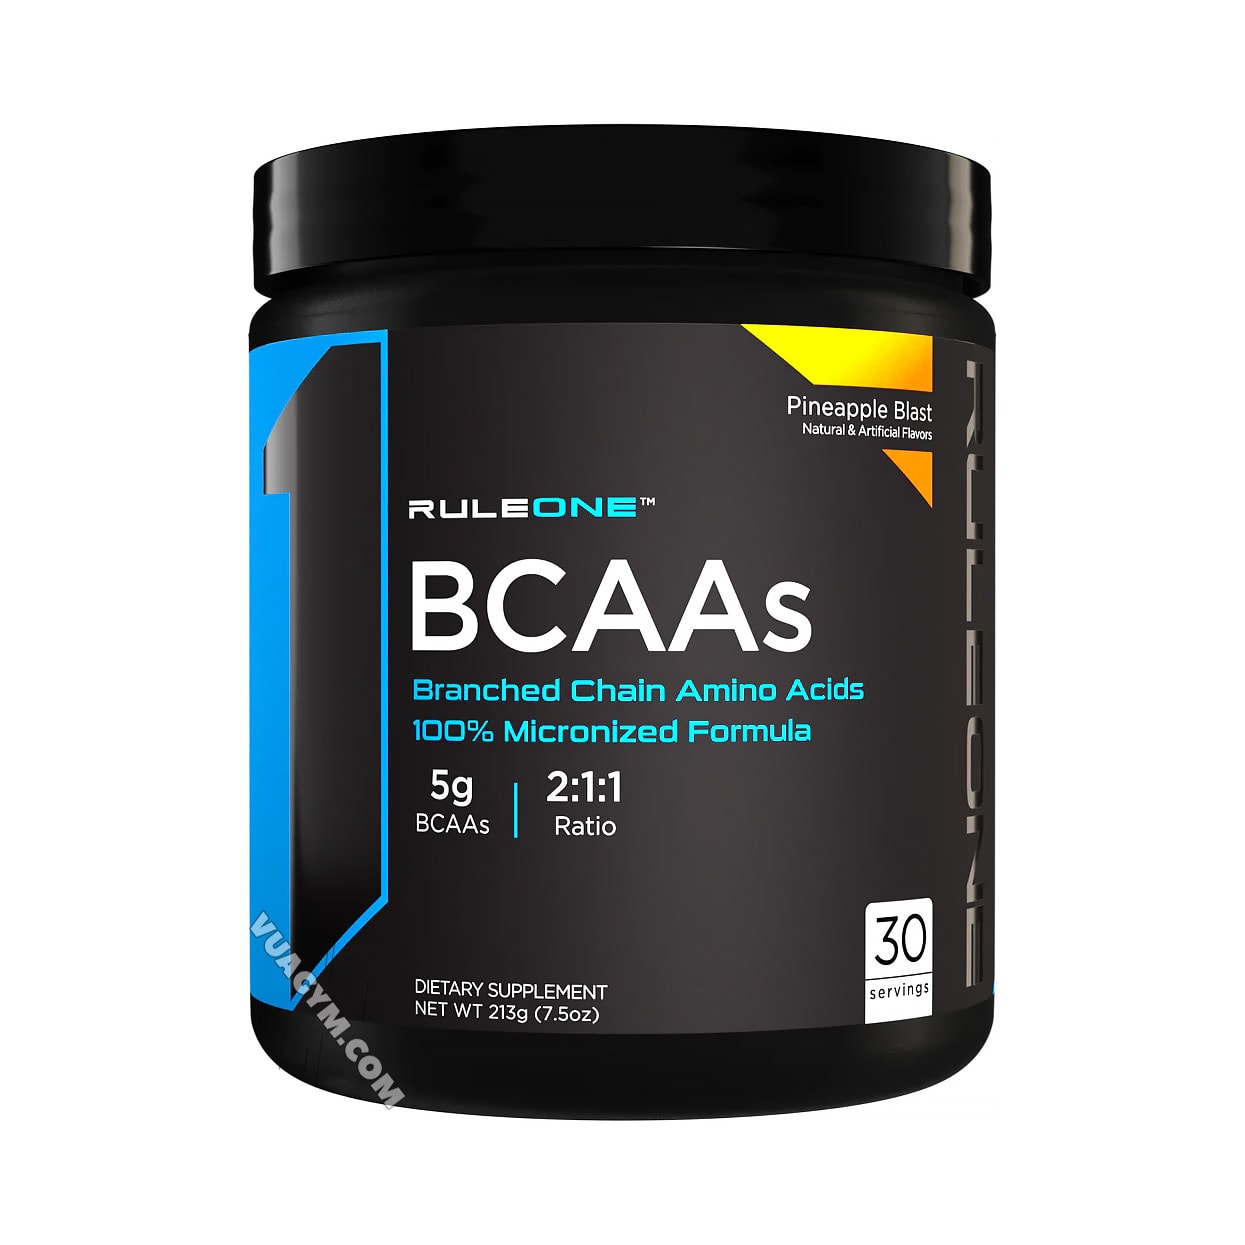 Pineapple Blast
Natural & Artificial Flavors
RULEONE™
BCAAs
Branched Chain Amino Acids
100% Micronized Formula
5g
BCAAs
2:1:1
Ratio
30
servings
DIETARY SUPPLEMENT
NET WT 213g (7.5oz)
RULEONE
1
VUAGYM.COM